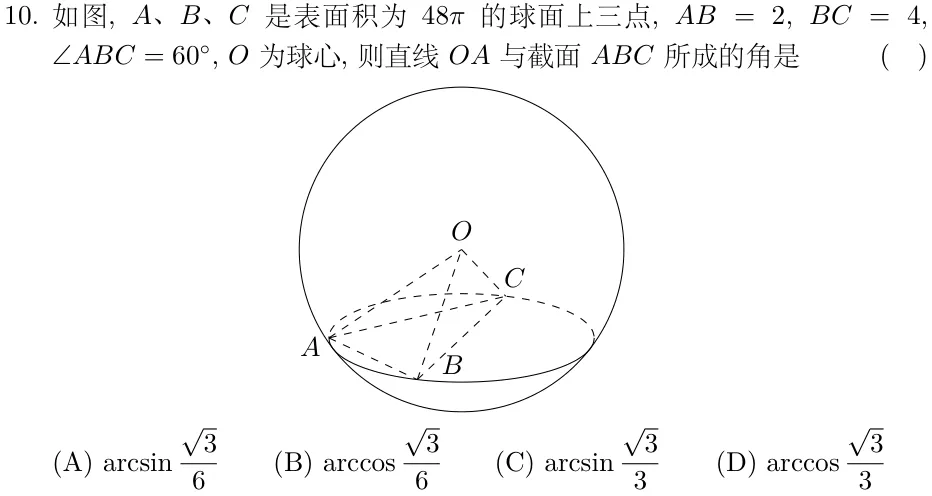 10. 如图, A、B、C 是表面积为 48π 的球面上三点, AB = 2, BC = 4,
∠ABC = 60°, O 为球心, 则直线 OA 与截面 ABC 所成的角是 ( )
O
C
A
B
(A) arcsin √3/6 (B) arccos √3/6 (C) arcsin √3/3 (D) arccos √3/3